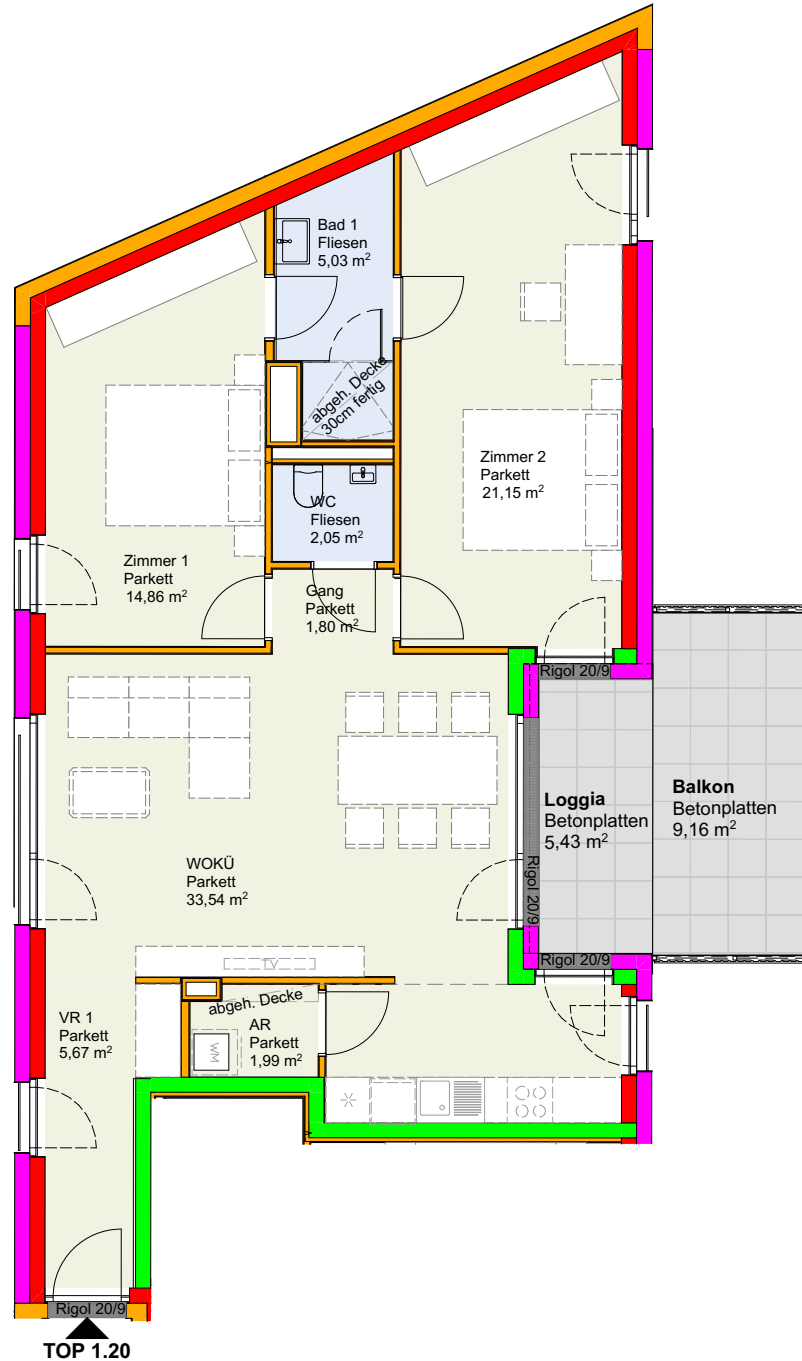 Bad 1
Fliesen
5,03 m²
abgeh. Decke
30cm fertig
Zimmer 2
Parkett
21,15 m²
WC
Fliesen
2,05 m²
Zimmer 1
Parkett
14,86 m²
Gang
Parkett
1,80 m²
Rigol 20/9
Loggia
Betonplatten
5,43 m²
Balkon
Betonplatten
9,16 m²
WOKÜ
Parkett
33,54 m²
Rigol 20/9
Rigol 20/9
TV
abgeh. Decke
VR 1
Parkett
5,67 m²
AR
Parkett
1,99 m²
WM
Rigol 20/9
TOP 1.20